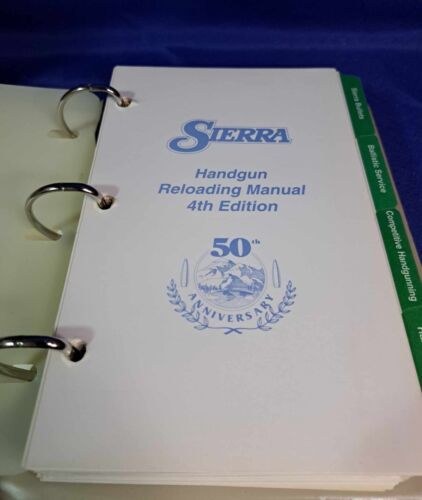 SIERRA
Handgun
Reloading Manual
4th Edition
50th
ANNIVERSARY
Sierra Bullets
Ballistic Service
Competitive Handgunning